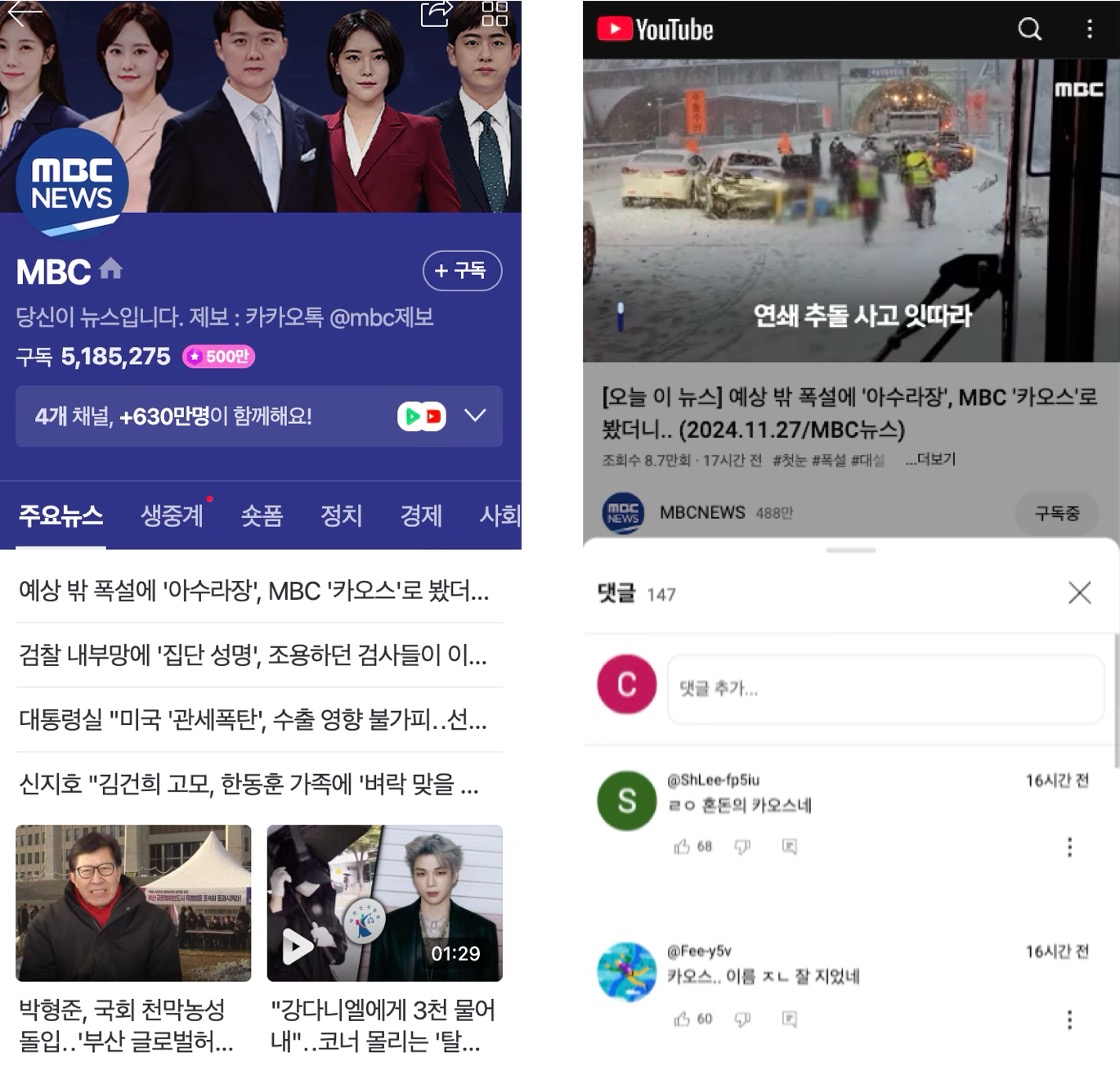 MBC
NEWS
MBC
+ 구독
당신이 뉴스입니다. 제보 : 카카오톡 @mbc제보
구독 5,185,275 500만
4개 채널, +630만명이 함께해요!
주요뉴스 생중계 숏폼 정치 경제 사회
예상 밖 폭설에 '아수라장', MBC '카오스'로 봤더...
검찰 내부망에 '집단 성명', 조용하던 검사들이 이...
대통령실 "미국 '관세폭탄', 수출 영향 불가피..선...
신지호 "김건희 고모, 한동훈 가족에 '벼락 맞을 ...
01:29
박형준, 국회 천막농성
돌입..'부산 글로벌허...
"강다니엘에게 3천 물어
내"..코너 몰리는 '탈...
YouTube
MBC
연쇄 추돌 사고 잇따라
[오늘 이 뉴스] 예상 밖 폭설에 '아수라장', MBC '카오스'로
봤더니.. (2024.11.27/MBC뉴스)
조회수 8.7만회 · 17시간 전 #첫눈 #폭설 #대설 ...더보기
MBC
NEWS
MBCNEWS 488만
구독중
댓글 147
C
댓글 추가...
S
@ShLee-fp5iu 16시간 전
ㄹㅇ 혼돈의 카오스네
68
@Fee-y5v 16시간 전
카오스.. 이름 ㅈㄴ 잘 지었네
60